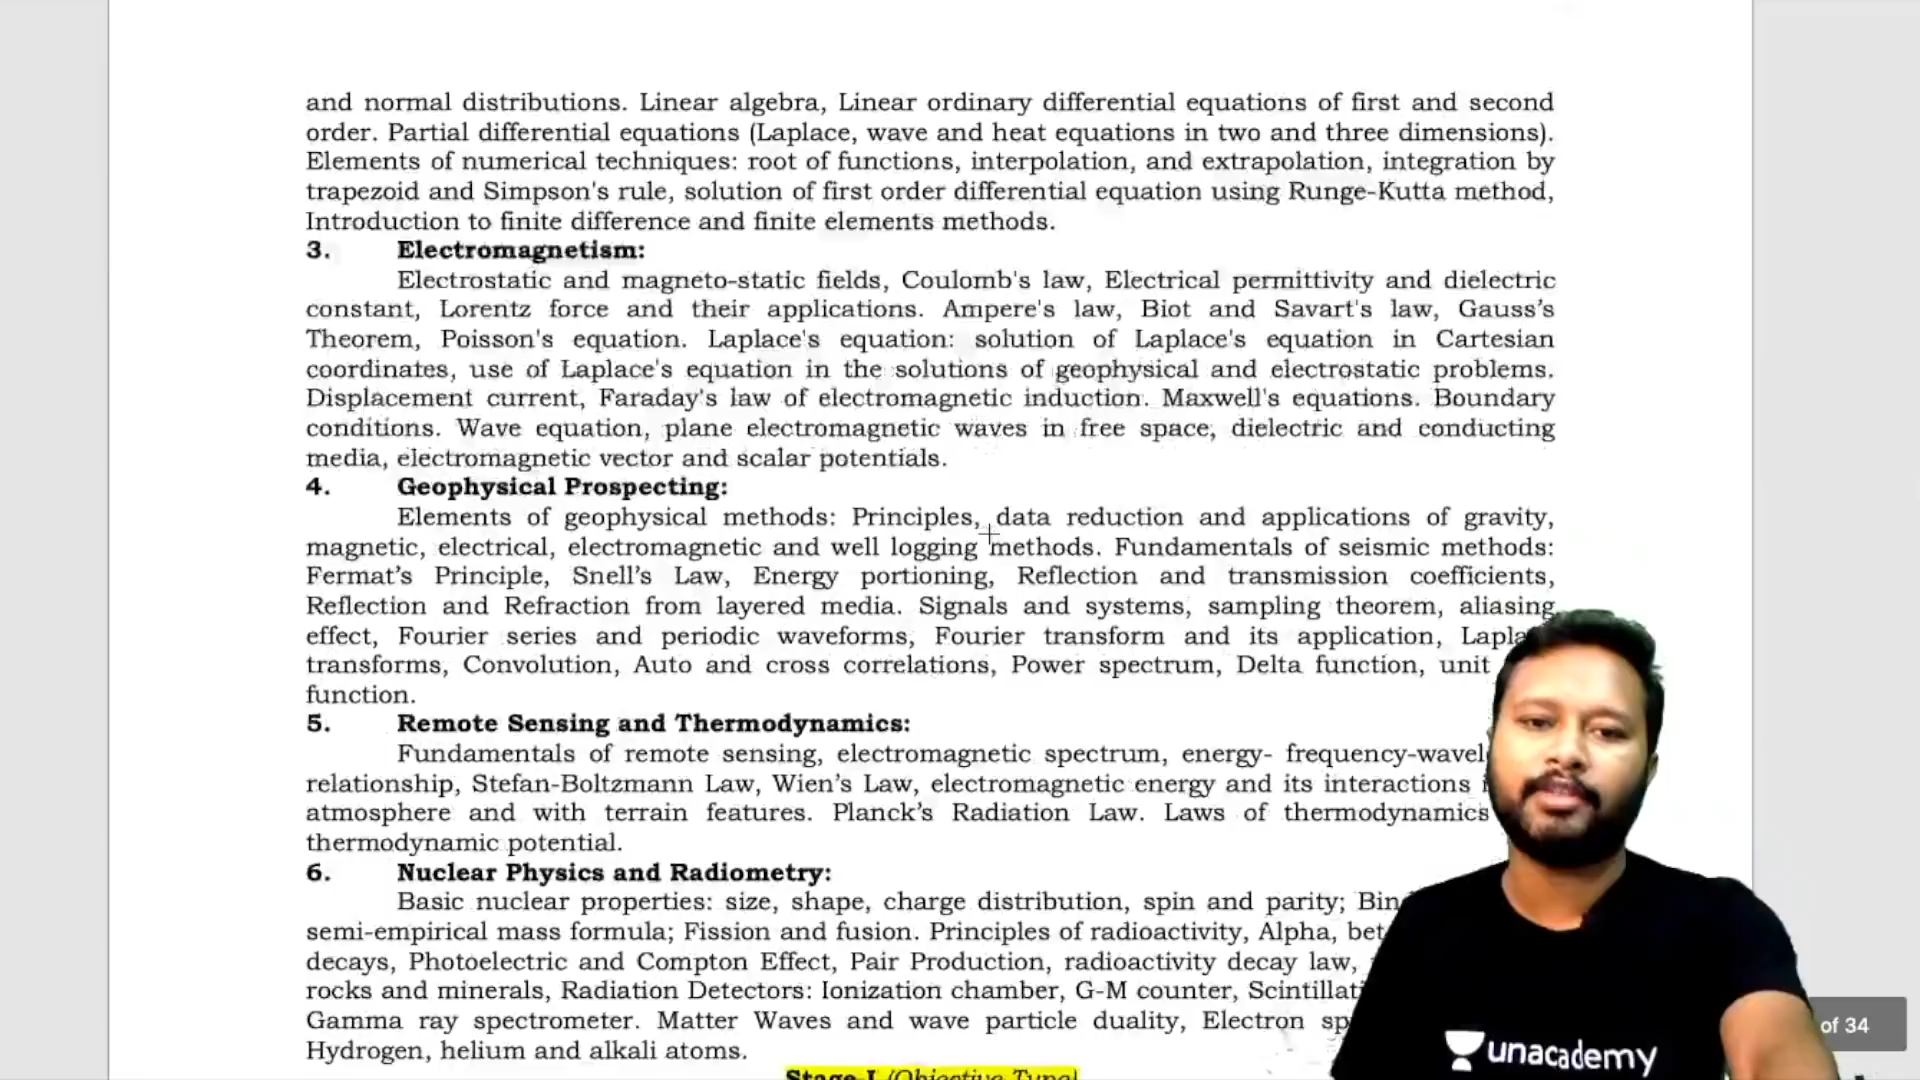 and normal distributions. Linear algebra, Linear ordinary differential equations of first and second
order. Partial differential equations (Laplace, wave and heat equations in two and three dimensions).
Elements of numerical techniques: root of functions, interpolation, and extrapolation, integration by
trapezoid and Simpson's rule, solution of first order differential equation using Runge-Kutta method,
Introduction to finite difference and finite elements methods.
3. Electromagnetism:
Electrostatic and magneto-static fields, Coulomb's law, Electrical permittivity and dielectric
constant, Lorentz force and their applications. Ampere's law, Biot and Savart's law, Gauss's
Theorem, Poisson's equation. Laplace's equation: solution of Laplace's equation in Cartesian
coordinates, use of Laplace's equation in the solutions of geophysical and electrostatic problems.
Displacement current, Faraday's law of electromagnetic induction. Maxwell's equations. Boundary
conditions. Wave equation, plane electromagnetic waves in free space, dielectric and conducting
media, electromagnetic vector and scalar potentials.
4. Geophysical Prospecting:
Elements of geophysical methods: Principles, data reduction and applications of gravity,
magnetic, electrical, electromagnetic and well logging methods. Fundamentals of seismic methods:
Fermat's Principle, Snell's Law, Energy portioning, Reflection and transmission coefficients,
Reflection and Refraction from layered media. Signals and systems, sampling theorem, aliasing
effect, Fourier series and periodic waveforms, Fourier transform and its application,
transforms, Convolution, Auto and cross correlations, Power spectrum, Delta function, unit
function.
5. Remote Sensing and Thermodynamics:
Fundamentals of remote sensing, electromagnetic spectrum, energy-
relationship, Stefan-Boltzmann Law, Wien's Law, electromagnetic energy and its interactions
atmosphere and with terrain features. Planck's Radiation Law. Laws of thermodynamics
thermodynamic potential.
6. Nuclear Physics and Radiometry:
Basic nuclear properties: size, shape, charge distribution, spin and parity;
semi-empirical mass formula; Fission and fusion. Principles of radioactivity, Alpha,
decays, Photoelectric and Compton Effect, Pair Production, radioactivity decay law,
rocks and minerals, Radiation Detectors: Ionization chamber, G-M counter,
Gamma ray spectrometer. Matter Waves and wave particle duality, Electron
Hydrogen, helium and alkali atoms.
Stage-I (Objective Type)
unacademy
of 34